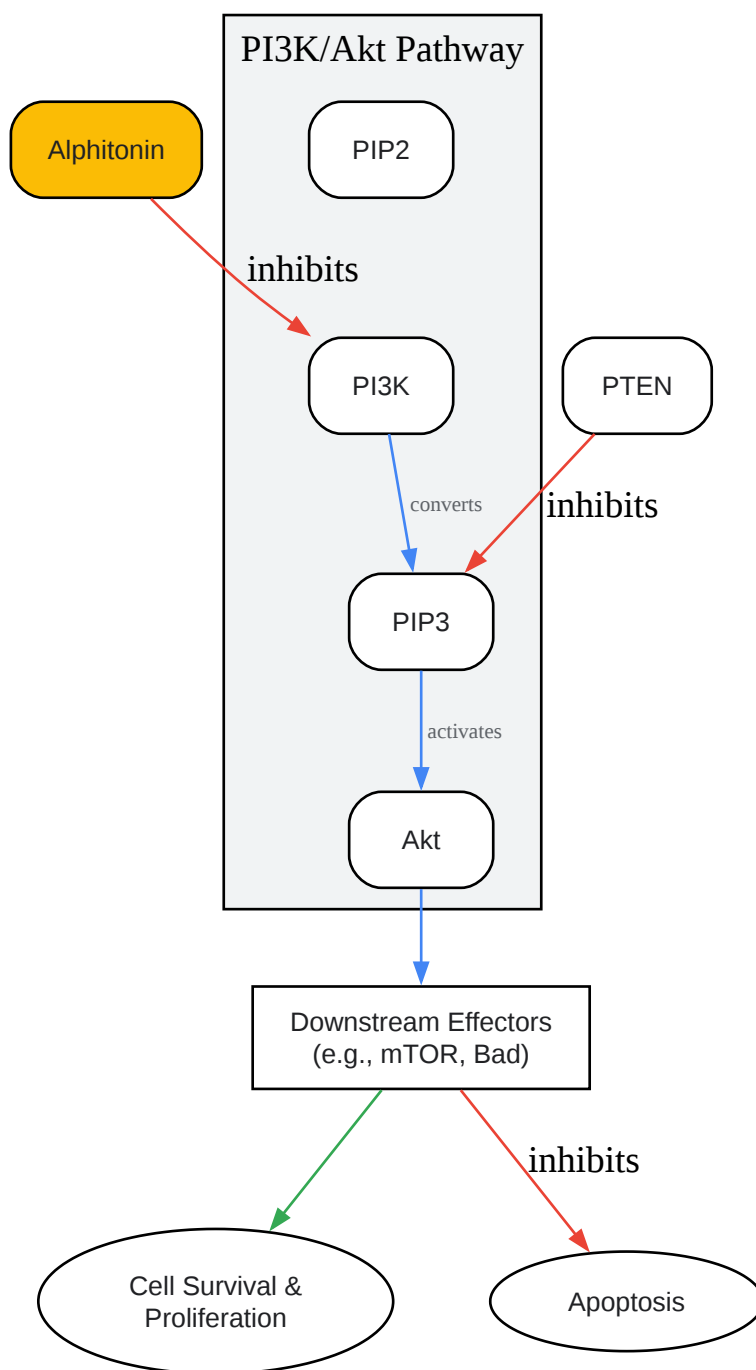 PI3K/Akt Pathway
Alphitonin
PIP2
inhibits
PI3K
PTEN
converts
inhibits
PIP3
activates
Akt
Downstream Effectors
(e.g., mTOR, Bad)
inhibits
Cell Survival &
Proliferation
Apoptosis